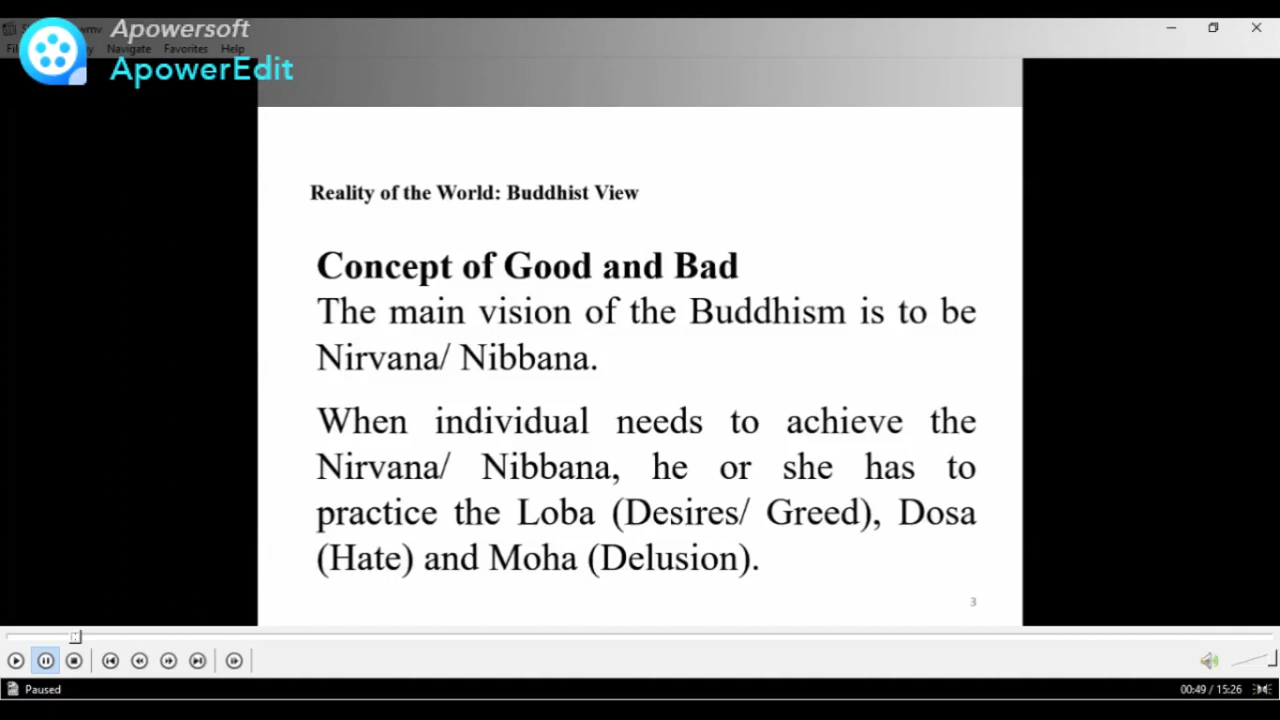 Apowersoft
ApowerEdit
Navigate Favorites Help
Reality of the World: Buddhist View
Concept of Good and Bad
The main vision of the Buddhism is to be
Nirvana/ Nibbana.
When individual needs to achieve the
Nirvana/ Nibbana, he or she has to
practice the Loba (Desires/ Greed), Dosa
(Hate) and Moha (Delusion).
3
Paused
00:49 / 15:26